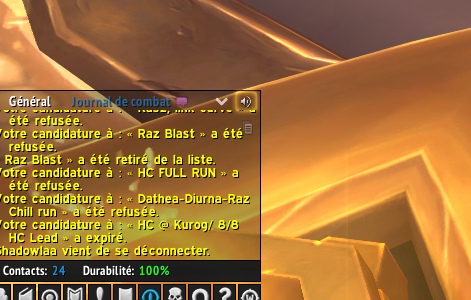 Général Journal de combat
été refusée.
Votre candidature à : « Raz Blast » a été
refusée.
Raz Blast » a été retiré de la liste.
Votre candidature à : « HC FULL RUN » a
été refusée.
Votre candidature à : « Dathea-Diurna-Raz
Chill run » a été refusée.
Votre candidature à : « HC @ Kurog/ 8/8
HC Lead » a expiré.
Shadowlaa vient de se déconnecter.
Contacts: 24 Durabilité: 100%